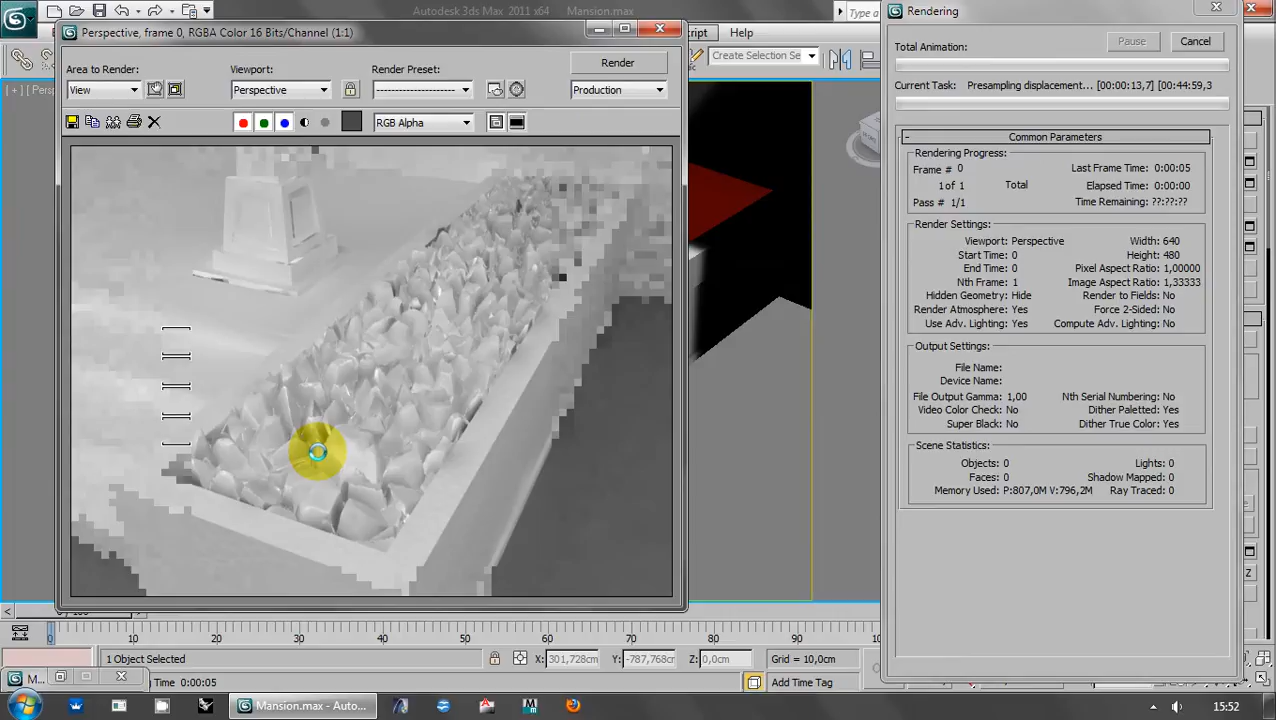 Autodesk 3ds Max 2011 x64 Mansion.max
Type a
Perspective, frame 0, RGBA Color 16 Bits/Channel (1:1)
Rendering
Help
Total Animation:
Pause
Cancel
Area to Render:
Viewport:
Render Preset:
Render
View
Perspective
-----------------------
Production
Create Selection Se
Current Task: Presampling displacement... [00:00:13,7] [00:44:59,3
RGB Alpha
Common Parameters
Rendering Progress:
Frame # 0
Last Frame Time: 0:00:05
1 of 1 Total
Elapsed Time: 0:00:00
Pass # 1/1
Time Remaining: ??:??:??
Render Settings:
Viewport: Perspective
Width: 640
Start Time: 0
Height: 480
End Time: 0
Pixel Aspect Ratio: 1,00000
Nth Frame: 1
Image Aspect Ratio: 1,33333
Hidden Geometry: Hide
Render to Fields: No
Render Atmosphere: Yes
Force 2-Sided: No
Use Adv. Lighting: Yes
Compute Adv. Lighting: No
Output Settings:
File Name:
Device Name:
File Output Gamma: 1,00
Nth Serial Numbering: No
Video Color Check: No
Dither Paletted: Yes
Super Black: No
Dither True Color: Yes
Scene Statistics:
Objects: 0
Lights: 0
Faces: 0
Shadow Mapped: 0
Memory Used: P:807,0M V:796,2M
Ray Traced: 0
0 10 20 30 40 50 60 70 80 90
1 Object Selected
X: 301,728cm
Y: -787,768cm
Z: 0,0cm
Grid = 10,0cm
M...
Time 0:00:05
Add Time Tag
Mansion.max - Auto...
15:52